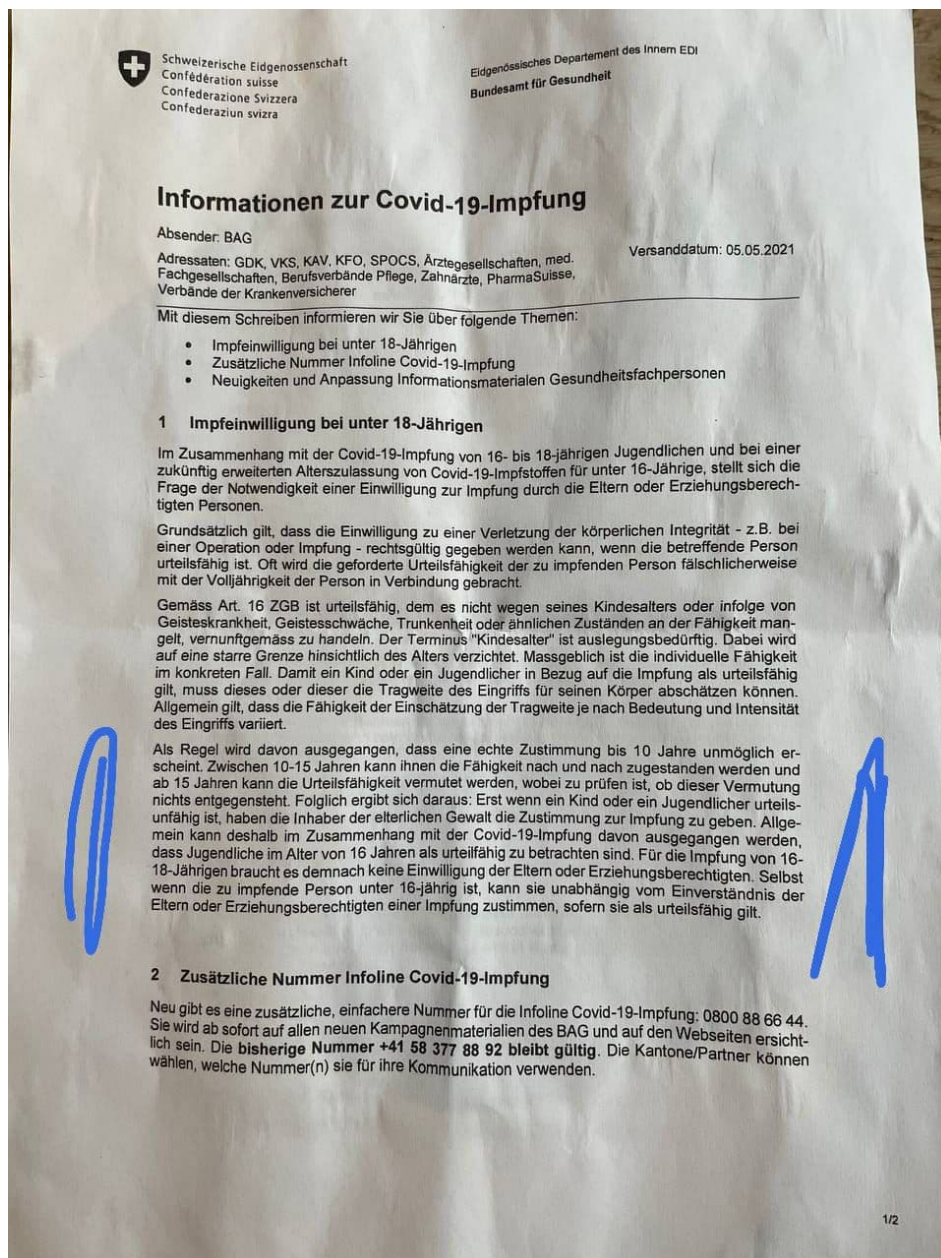 Schweizerische Eidgenossenschaft
Confédération suisse
Confederazione Svizzera
Confederaziun svizra
Eidgenössisches Departement des Innern EDI
Bundesamt für Gesundheit
Informationen zur Covid-19-Impfung
Absender: BAG
Adressaten: GDK, VKS, KAV, KFO, SPOCS, Ärztegesellschaften, med.
Fachgesellschaften, Berufsverbände Pflege, Zahnärzte, PharmaSuisse,
Verbände der Krankenversicherer
Versanddatum: 05.05.2021
Mit diesem Schreiben informieren wir Sie über folgende Themen:
• Impfeinwilligung bei unter 18-Jährigen
• Zusätzliche Nummer Infoline Covid-19-Impfung
• Neuigkeiten und Anpassung Informationsmaterialen Gesundheitsfachpersonen
1 Impfeinwilligung bei unter 18-Jährigen
Im Zusammenhang mit der Covid-19-Impfung von 16- bis 18-jährigen Jugendlichen und bei einer
zukünftig erweiterten Alterszulassung von Covid-19-Impfstoffen für unter 16-Jährige, stellt sich die
Frage der Notwendigkeit einer Einwilligung zur Impfung durch die Eltern oder Erziehungsberech-
tigten Personen.
Grundsätzlich gilt, dass die Einwilligung zu einer Verletzung der körperlichen Integrität - z.B. bei
einer Operation oder Impfung - rechtsgültig gegeben werden kann, wenn die betreffende Person
urteilsfähig ist. Oft wird die geforderte Urteilsfähigkeit der zu impfenden Person fälschlicherweise
mit der Volljährigkeit der Person in Verbindung gebracht.
Gemäss Art. 16 ZGB ist urteilsfähig, dem es nicht wegen seines Kindesalters oder infolge von
Geisteskrankheit, Geistesschwäche, Trunkenheit oder ähnlichen Zuständen an der Fähigkeit man-
gelt, vernunftgemäss zu handeln. Der Terminus "Kindesalter" ist auslegungsbedürftig. Dabei wird
auf eine starre Grenze hinsichtlich des Alters verzichtet. Massgeblich ist die individuelle Fähigkeit
im konkreten Fall. Damit ein Kind oder ein Jugendlicher in Bezug auf die Impfung als urteilsfähig
gilt, muss dieses oder dieser die Tragweite des Eingriffs für seinen Körper abschätzen können.
Allgemein gilt, dass die Fähigkeit der Einschätzung der Tragweite je nach Bedeutung und Intensität
des Eingriffs variiert.
Als Regel wird davon ausgegangen, dass eine echte Zustimmung bis 10 Jahre unmöglich er-
scheint. Zwischen 10-15 Jahren kann ihnen die Fähigkeit nach und nach zugestanden werden und
ab 15 Jahren kann die Urteilsfähigkeit vermutet werden, wobei zu prüfen ist, ob dieser Vermutung
nichts entgegensteht. Folglich ergibt sich daraus: Erst wenn ein Kind oder ein Jugendlicher urteils-
unfähig ist, haben die Inhaber der elterlichen Gewalt die Zustimmung zur Impfung zu geben. Allge-
mein kann deshalb im Zusammenhang mit der Covid-19-Impfung davon ausgegangen werden,
dass Jugendliche im Alter von 16 Jahren als urteilfähig zu betrachten sind. Für die Impfung von 16-
18-Jährigen braucht es demnach keine Einwilligung der Eltern oder Erziehungsberechtigten. Selbst
wenn die zu impfende Person unter 16-jährig ist, kann sie unabhängig vom Einverständnis der
Eltern oder Erziehungsberechtigten einer Impfung zustimmen, sofern sie als urteilsfähig gilt.
2 Zusätzliche Nummer Infoline Covid-19-Impfung
Neu gibt es eine zusätzliche, einfachere Nummer für die Infoline Covid-19-Impfung: 0800 88 66 44.
Sie wird ab sofort auf allen neuen Kampagnenmaterialien des BAG und auf den Webseiten ersicht-
lich sein. Die bisherige Nummer +41 58 377 88 92 bleibt gültig. Die Kantone/Partner können
wählen, welche Nummer(n) sie für ihre Kommunikation verwenden.
1/2